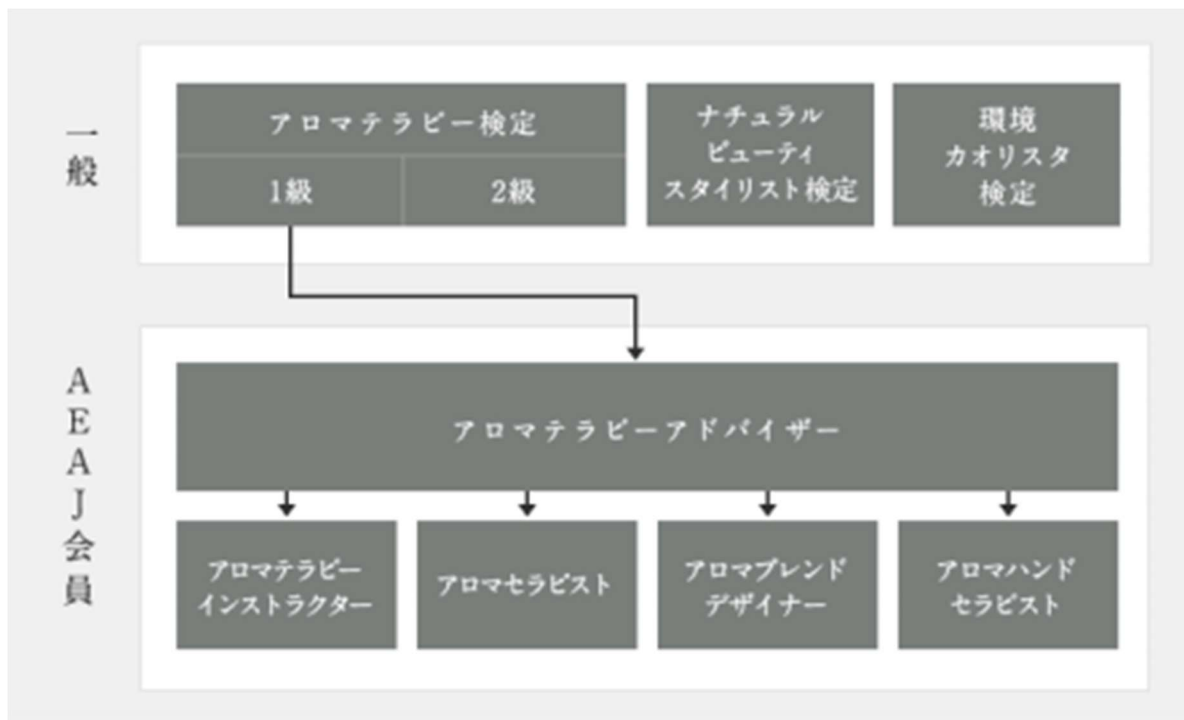 一般
アロマテラピー検定
1級
2級
ナチュラル
ビューティ
スタイリスト検定
環境
カオリスタ
検定
AEAJ会員
アロマテラピーアドバイザー
アロマテラピー
インストラクター
アロマセラピスト
アロマブレンド
デザイナー
アロマハンド
セラピスト